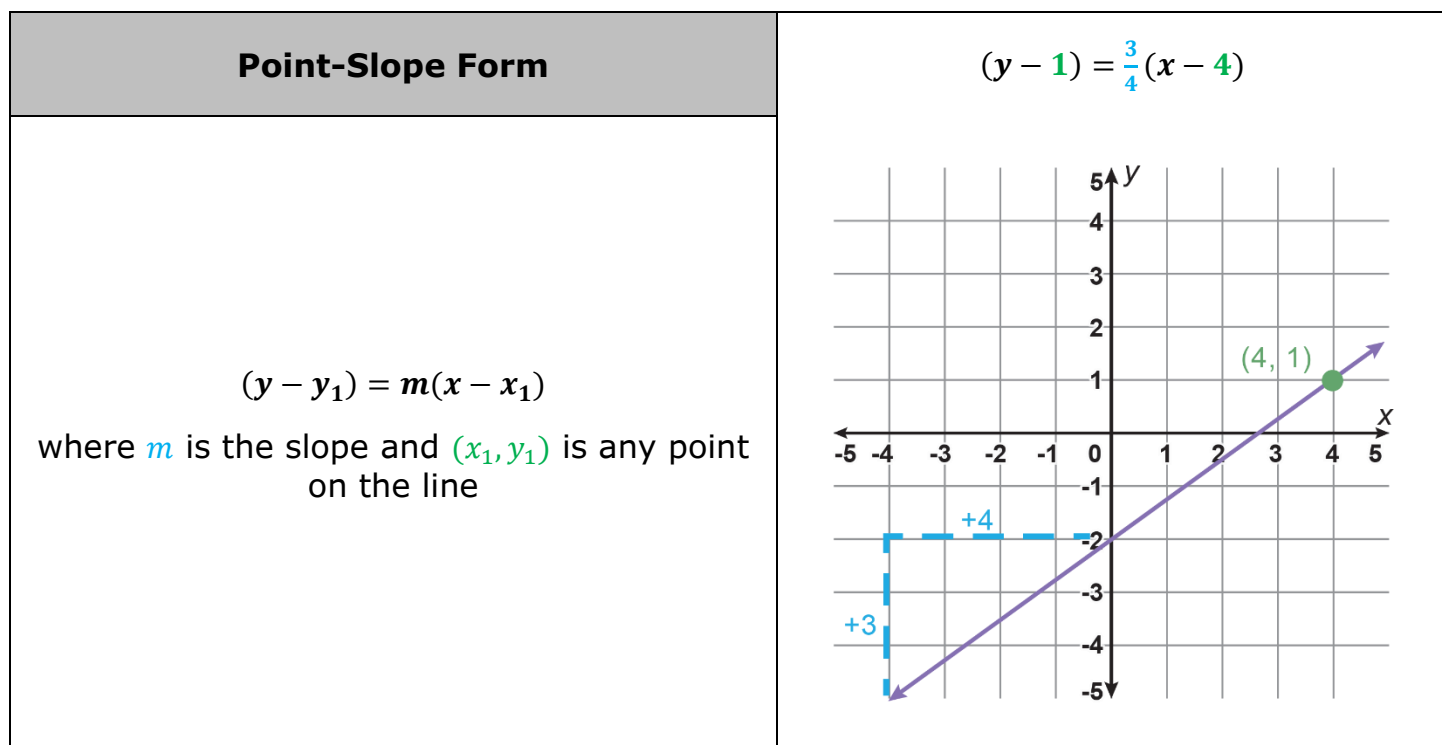 Point-Slope Form
(y − 1) = 3/4 (x − 4)
(y − y₁) = m(x − x₁)
where m is the slope and (x₁, y₁) is any point
on the line
5 y
4
3
2
(4, 1)
1
x
-5 -4 -3 -2 -1 0 1 2 3 4 5
-1
+4
-2
-3
+3
-4
-5